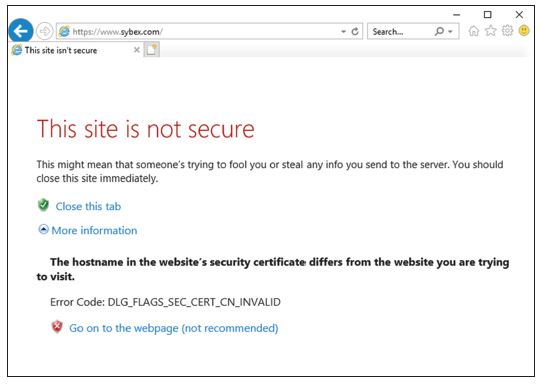 https://www.sybex.com/
Search...
This site isn't secure
This site is not secure
This might mean that someone's trying to fool you or steal any info you send to the server. You should
close this site immediately.
Close this tab
More information
The hostname in the website's security certificate differs from the website you are trying
to visit.
Error Code: DLG_FLAGS_SEC_CERT_CN_INVALID
Go on to the webpage (not recommended)